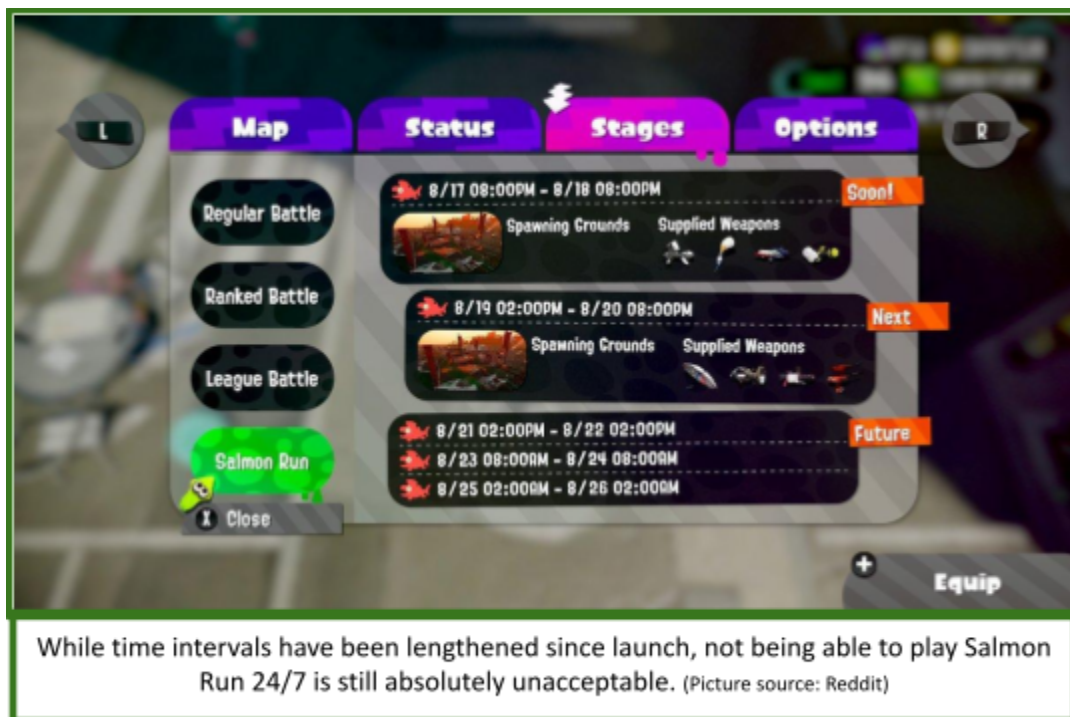 L
Map
Status
Stages
Options
R
Regular Battle
Ranked Battle
League Battle
Salmon Run
X Close
8/17 08:00PM - 8/18 08:00PM
Soon!
Spawning Grounds
Supplied Weapons
8/19 02:00PM - 8/20 08:00PM
Next
Spawning Grounds
Supplied Weapons
8/21 02:00PM - 8/22 02:00PM
Future
8/23 08:00AM - 8/24 08:00AM
8/25 02:00AM - 8/26 02:00AM
+
Equip
While time intervals have been lengthened since launch, not being able to play Salmon
Run 24/7 is still absolutely unacceptable. (Picture source: Reddit)